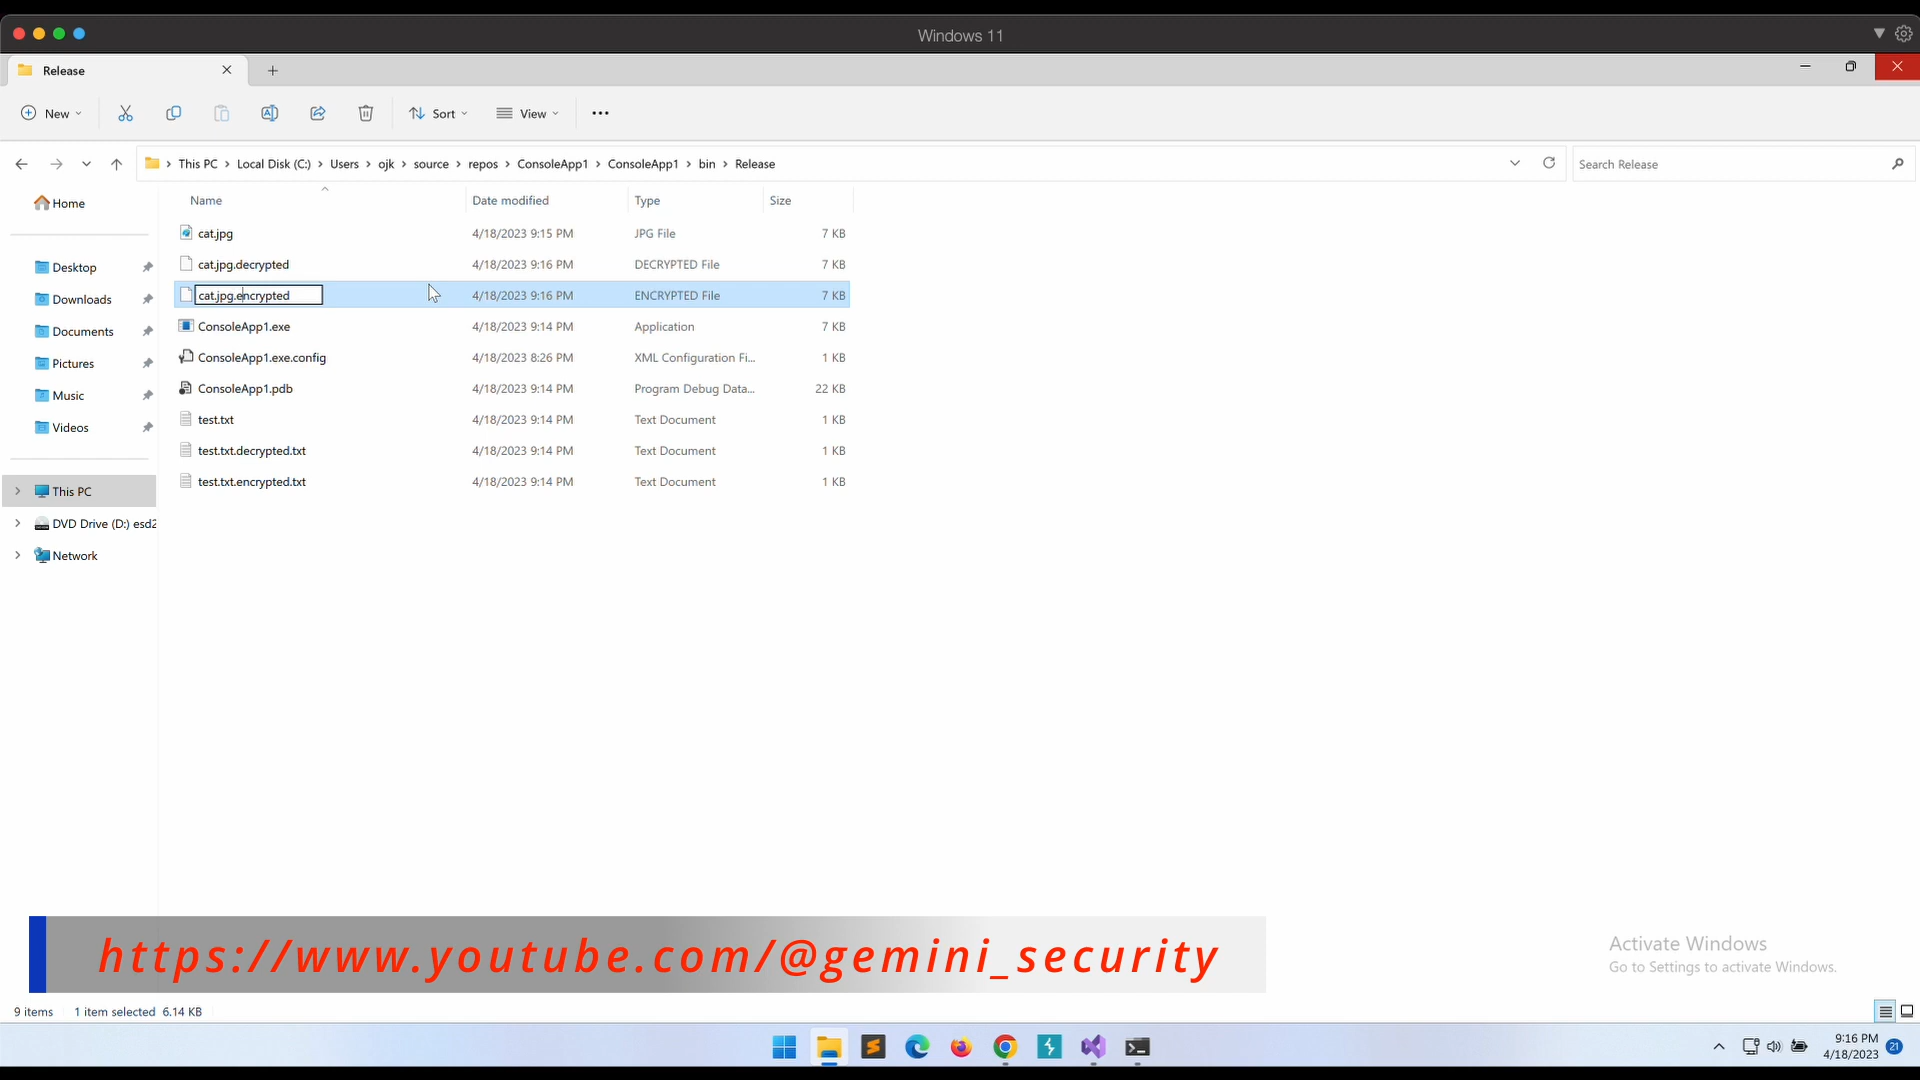 Windows 11
Release
New
Sort
View
This PC
Local Disk (C:)
Users
ojk
source
repos
ConsoleApp1
ConsoleApp1
bin
Release
Search Release
Home
Desktop
Downloads
Documents
Pictures
Music
Videos
This PC
DVD Drive (D:) esd2
Network
Name Date modified Type Size
cat.jpg 4/18/2023 9:15 PM JPG File 7 KB
cat.jpg.decrypted 4/18/2023 9:16 PM DECRYPTED File 7 KB
cat.jpg.encrypted 4/18/2023 9:16 PM ENCRYPTED File 7 KB
ConsoleApp1.exe 4/18/2023 9:14 PM Application 7 KB
ConsoleApp1.exe.config 4/18/2023 8:26 PM XML Configuration Fi... 1 KB
ConsoleApp1.pdb 4/18/2023 9:14 PM Program Debug Data... 22 KB
test.txt 4/18/2023 9:14 PM Text Document 1 KB
test.txt.decrypted.txt 4/18/2023 9:14 PM Text Document 1 KB
test.txt.encrypted.txt 4/18/2023 9:14 PM Text Document 1 KB
https://www.youtube.com/@gemini_security
Activate Windows
Go to Settings to activate Windows.
9 items 1 item selected 6.14 KB
9:16 PM
4/18/2023
21